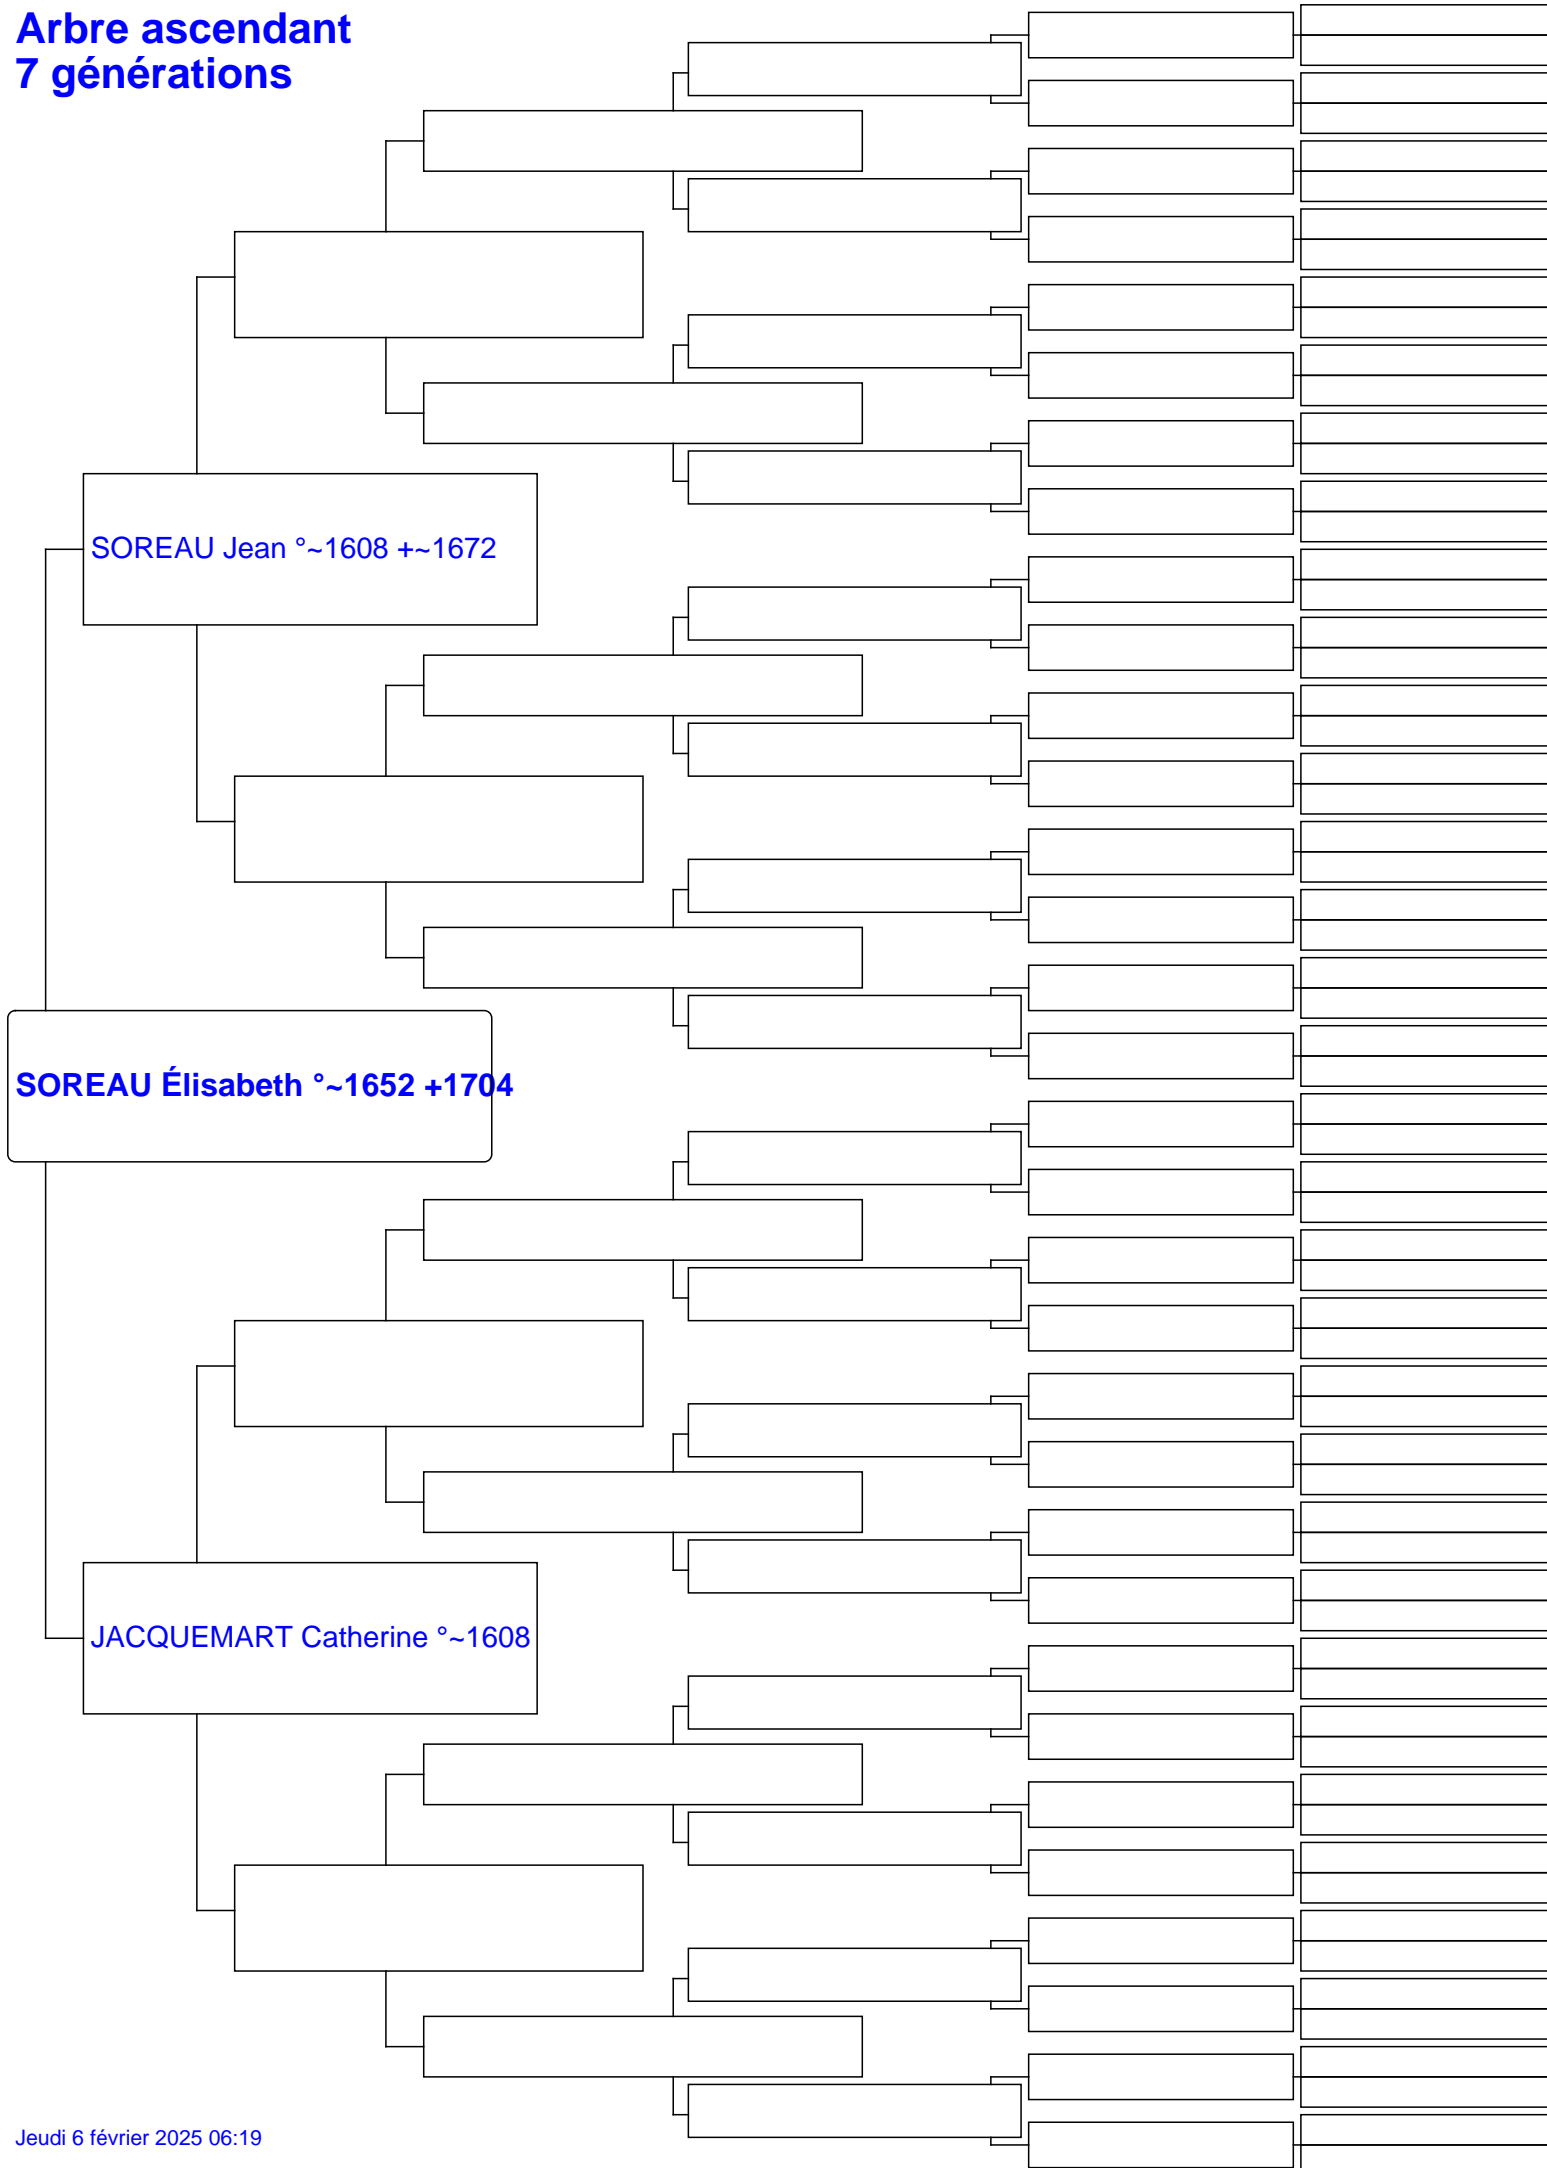 Arbre ascendant
7 générations
SOREAU Jean °~1608 +~1672
SOREAU Élisabeth °~1652 +1704
JACQUEMART Catherine °~1608
Jeudi 6 février 2025 06:19